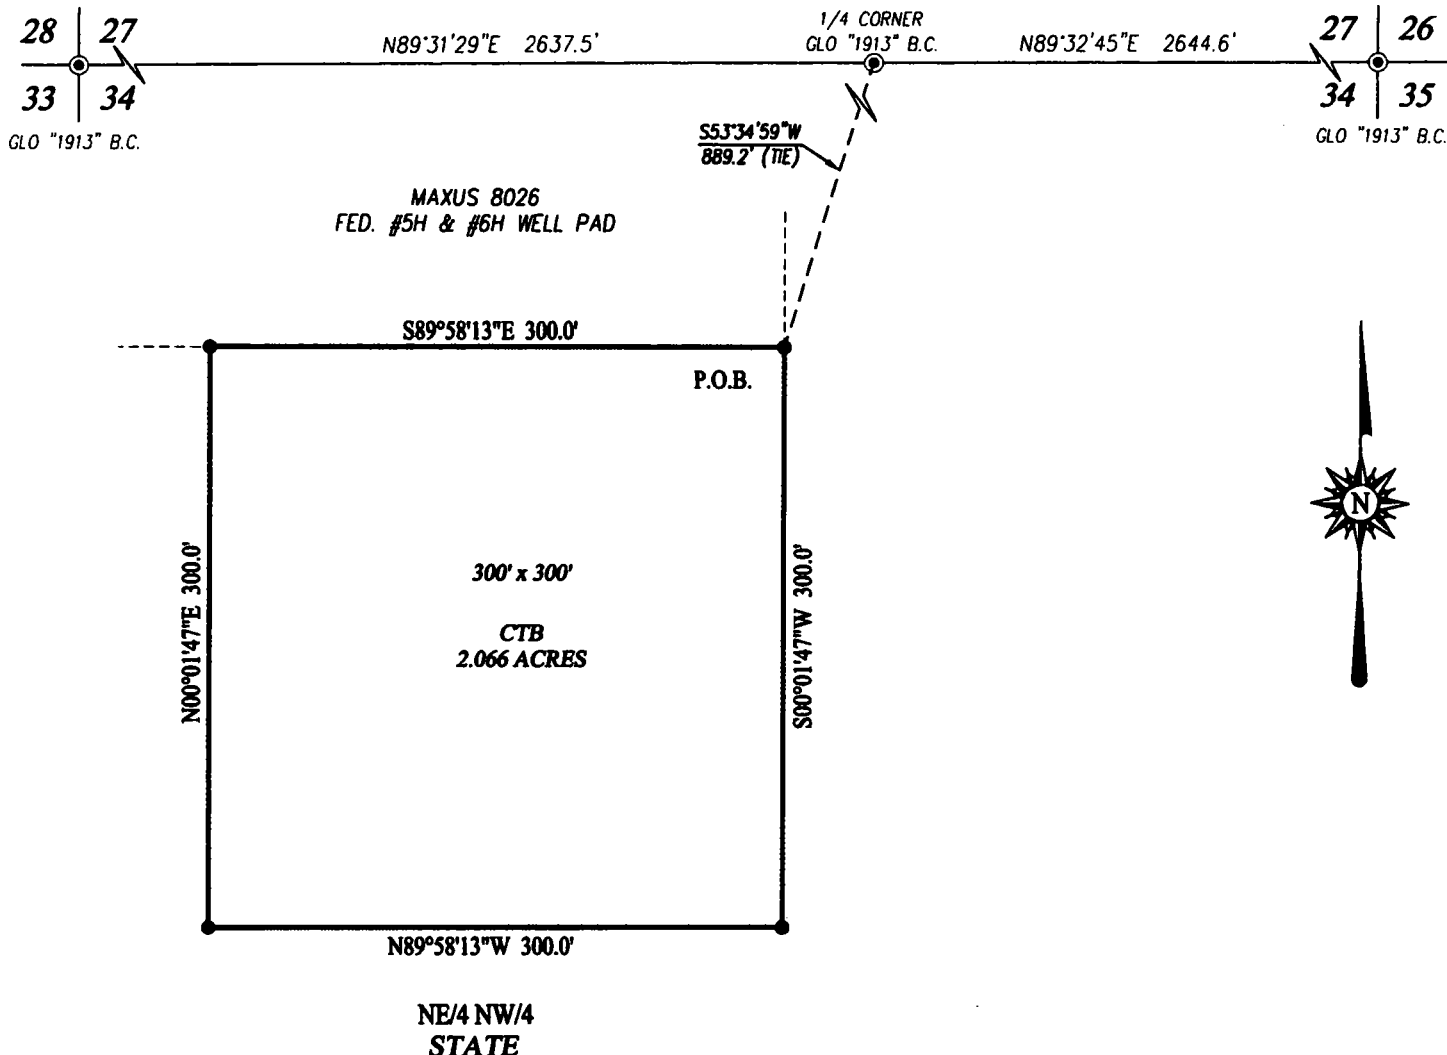 28 27
N89°31'29"E 2637.5'
1/4 CORNER
GLO "1913" B.C.
N89°32'45"E 2644.6'
27 26
33 34
GLO "1913" B.C.
34 35
GLO "1913" B.C.
S53°34'59"W
889.2' (TIE)
MAXUS 8026
FED. #5H & #6H WELL PAD
S89°58'13"E 300.0'
P.O.B.
N00°01'47"E 300.0'
300' x 300'
CTB
2.066 ACRES
S00°01'47"W 300.0'
N
N89°58'13"W 300.0'
NE/4 NW/4
STATE